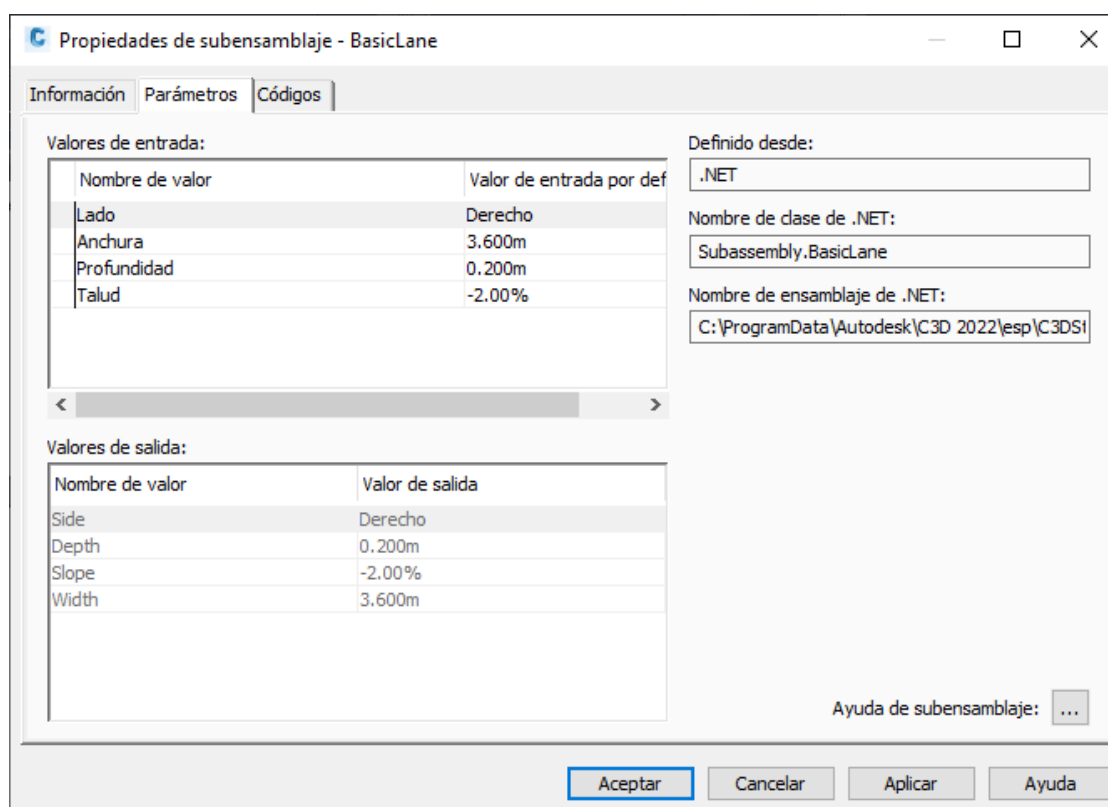 Propiedades de subensamblaje - BasicLane
Información Parámetros Códigos
Valores de entrada:
Nombre de valor Valor de entrada por def
Lado Derecho
Anchura 3.600m
Profundidad 0.200m
Talud -2.00%
Definido desde:
.NET
Nombre de clase de .NET:
Subassembly.BasicLane
Nombre de ensamblaje de .NET:
C:\ProgramData\Autodesk\C3D 2022\esp\C3DSt
Valores de salida:
Nombre de valor Valor de salida
Side Derecho
Depth 0.200m
Slope -2.00%
Width 3.600m
Ayuda de subensamblaje: ...
Aceptar Cancelar Aplicar Ayuda